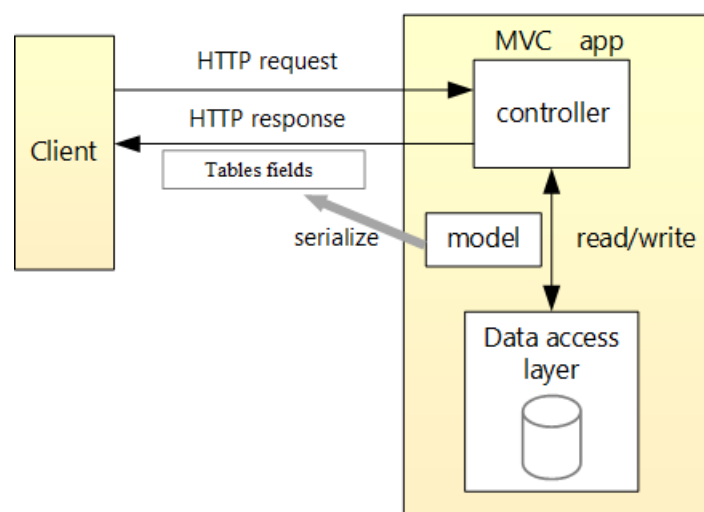 MVC app
HTTP request
controller
HTTP response
Client
Tables fields
serialize
model
read/write
Data access
layer